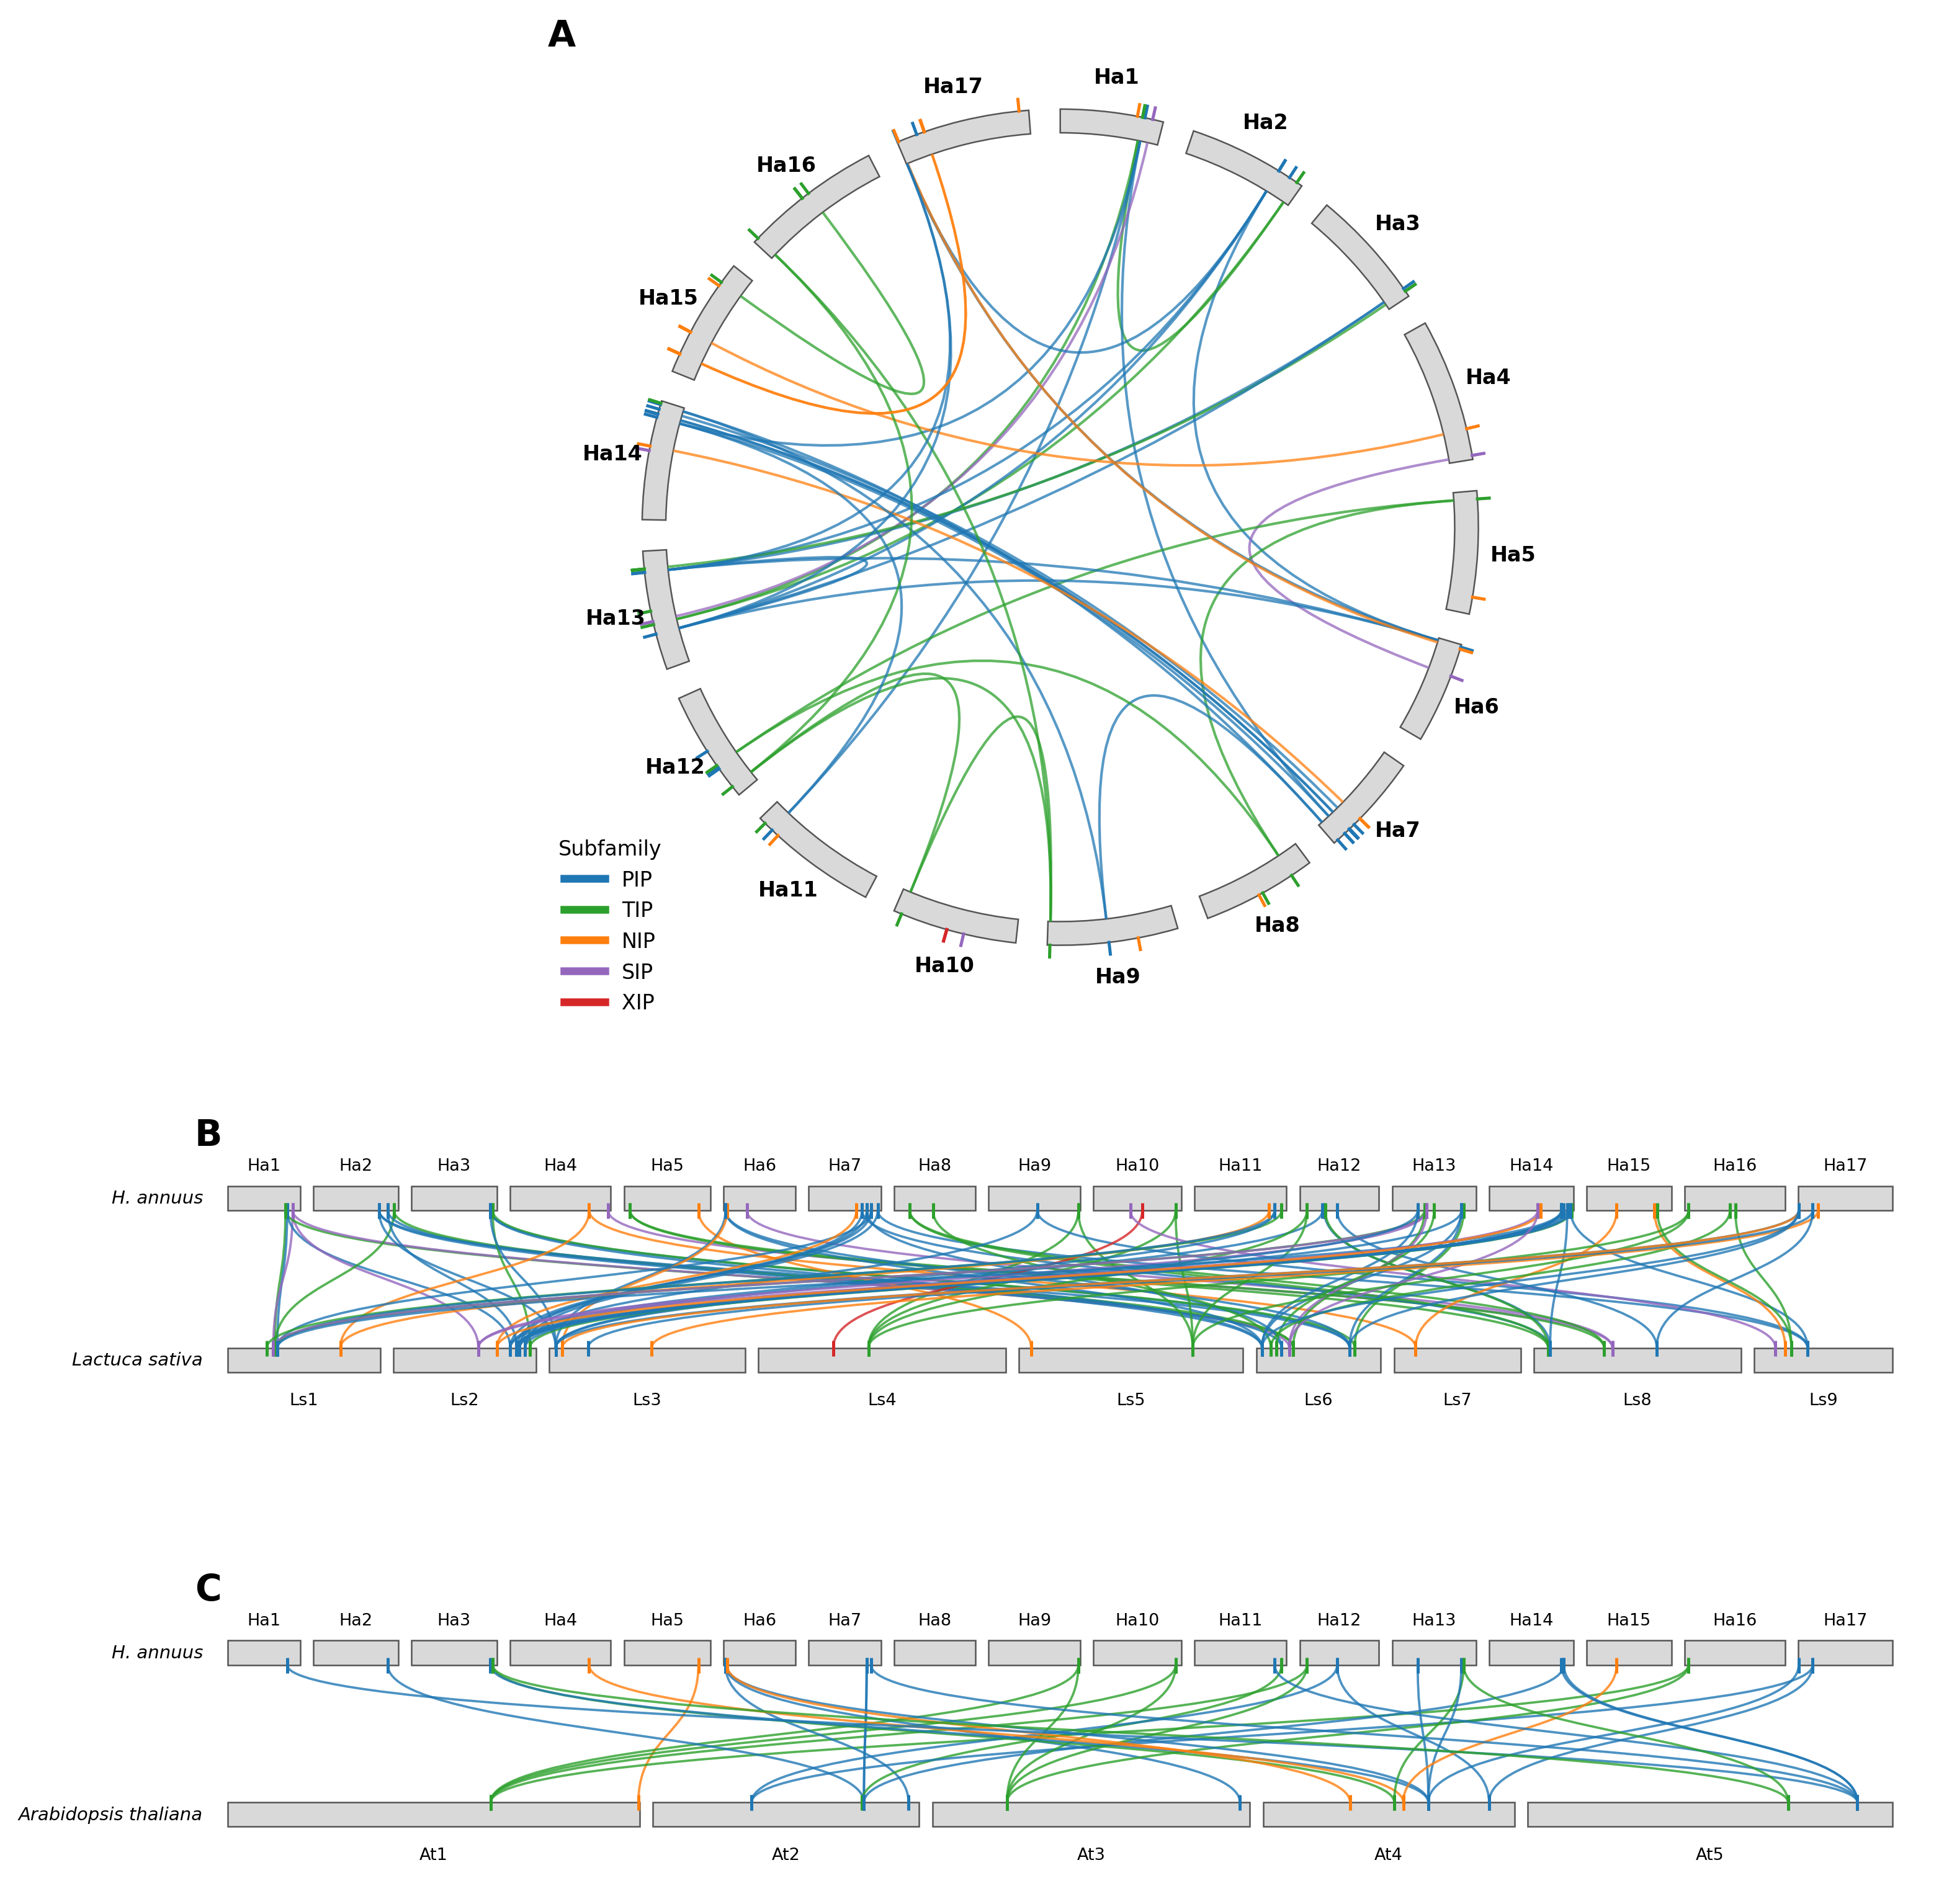 A
Ha17
Ha1
Ha2
Ha16
Ha3
Ha15
Ha4
Ha14
Ha5
Ha13
Ha6
Ha12
Ha7
Ha11
Ha8
Ha10
Ha9
Subfamily
PIP
TIP
NIP
SIP
XIP
B
Ha1 Ha2 Ha3 Ha4 Ha5 Ha6 Ha7 Ha8 Ha9 Ha10 Ha11 Ha12 Ha13 Ha14 Ha15 Ha16 Ha17
H. annuus
Lactuca sativa
Ls1 Ls2 Ls3 Ls4 Ls5 Ls6 Ls7 Ls8 Ls9
C
Ha1 Ha2 Ha3 Ha4 Ha5 Ha6 Ha7 Ha8 Ha9 Ha10 Ha11 Ha12 Ha13 Ha14 Ha15 Ha16 Ha17
H. annuus
Arabidopsis thaliana
At1 At2 At3 At4 At5